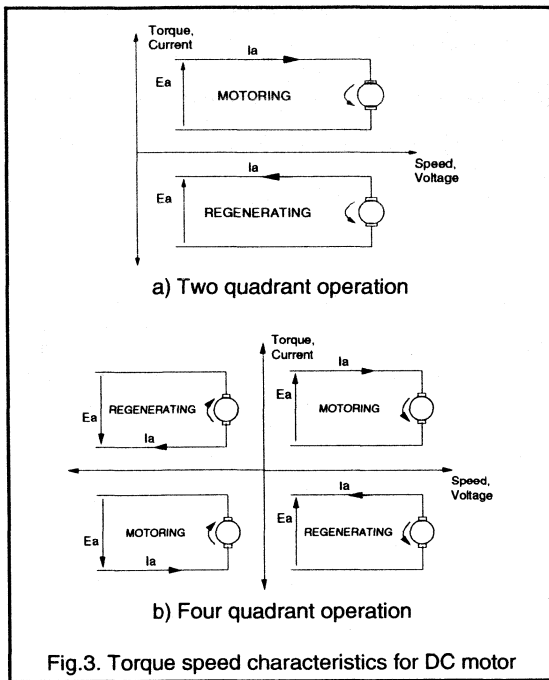 Torque,
Current
Ia
Ea
MOTORING
Speed,
Voltage
Ia
Ea
REGENERATING
a) Two quadrant operation
Torque,
Current
Ia
Ea
REGENERATING
Ia
Ea
MOTORING
Speed,
Voltage
Ia
Ea
MOTORING
Ia
Ea
REGENERATING
b) Four quadrant operation
Fig.3. Torque speed characteristics for DC motor